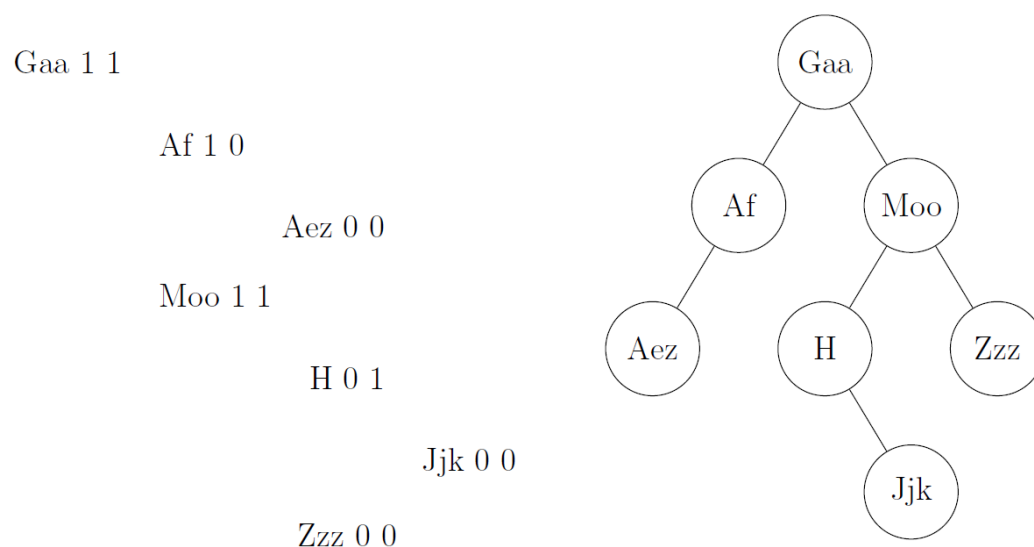 Gaa 1 1
Af 1 0
Aez 0 0
Moo 1 1
H 0 1
Jjk 0 0
Zzz 0 0
Gaa
Af
Moo
Aez
H
Zzz
Jjk